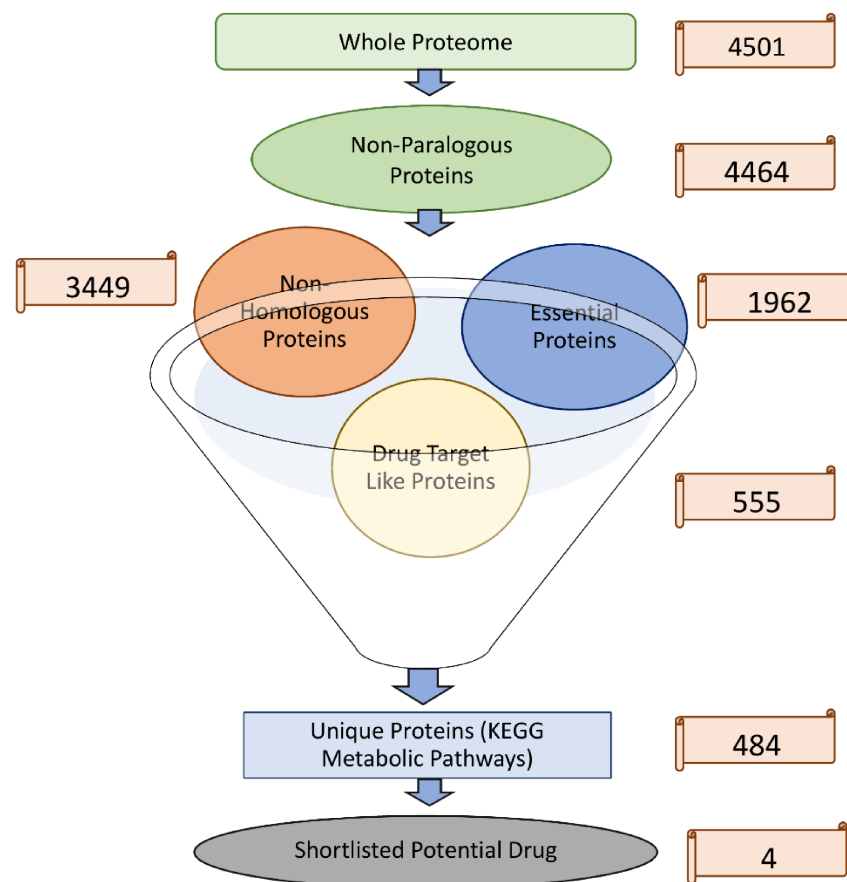 Whole Proteome
4501
Non-Paralogous
Proteins
4464
3449
Non-
Homologous
Proteins
Essential
Proteins
1962
Drug Target
Like Proteins
555
Unique Proteins (KEGG
Metabolic Pathways)
484
Shortlisted Potential Drug
4